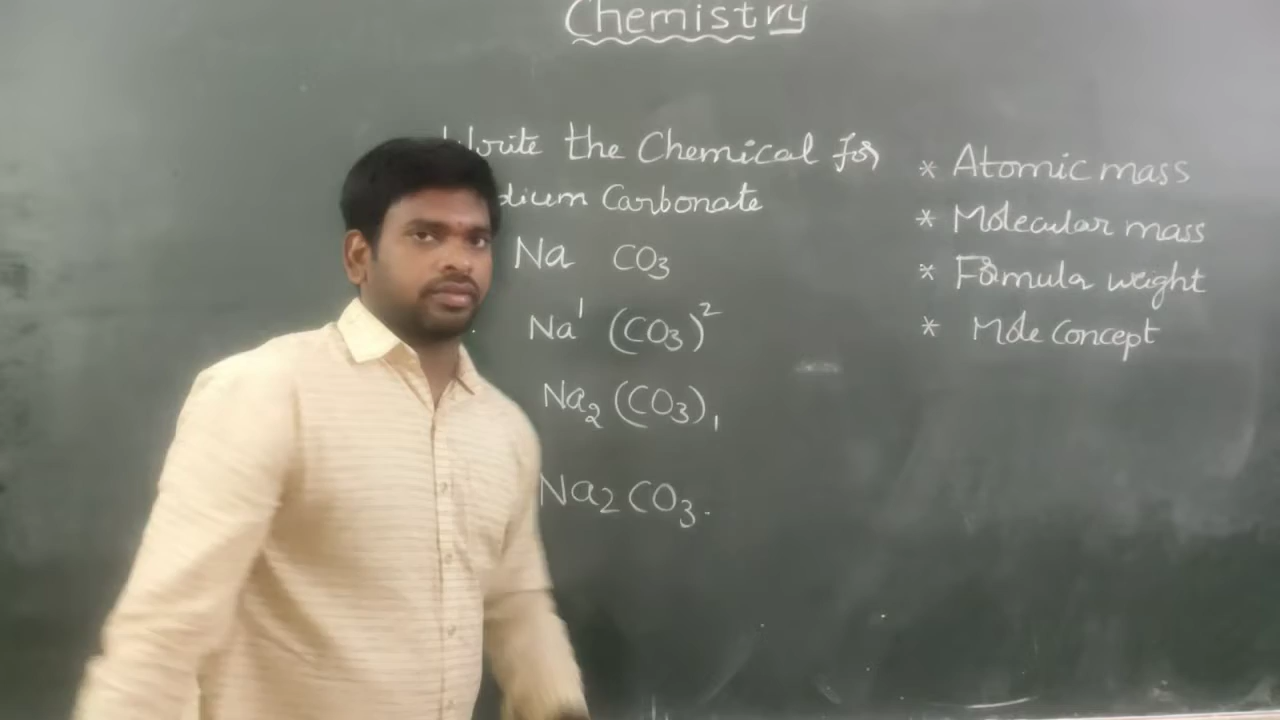 Chemistry
Write the Chemical for
dium Carbonate
Na CO3
Na¹ (CO3)²
Na₂ (CO3)₁
Na₂CO₃.
* Atomic mass
* Molecular mass
* Formula weight
* Mole Concept